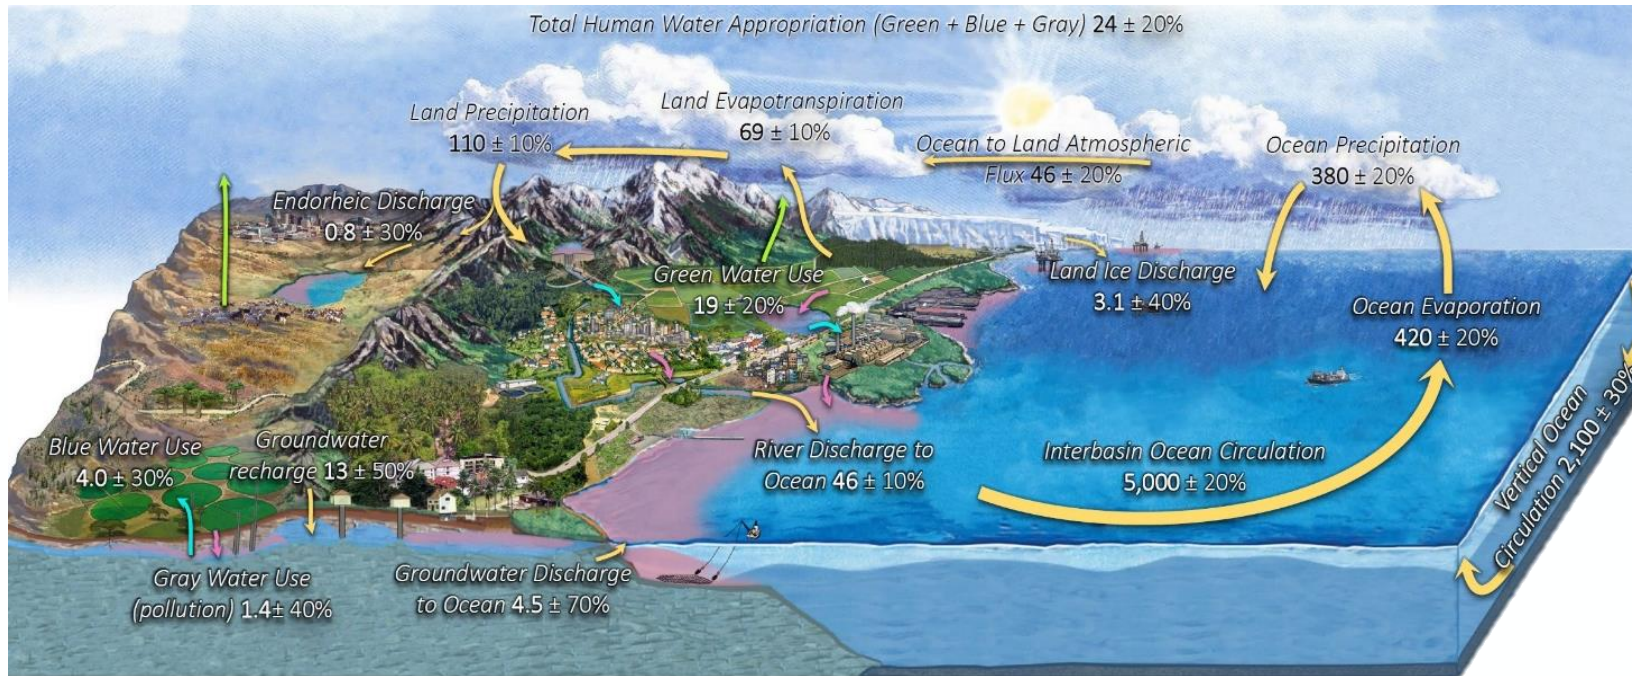 Total Human Water Appropriation (Green + Blue + Gray) 24 ± 20%
Land Precipitation
110 ± 10%
Land Evapotranspiration
69 ± 10%
Ocean to Land Atmospheric
Flux 46 ± 20%
Ocean Precipitation
380 ± 20%
Endorheic Discharge
0.8 ± 30%
Green Water Use
19 ± 20%
Land Ice Discharge
3.1 ± 40%
Ocean Evaporation
420 ± 20%
Blue Water Use
4.0 ± 30%
Groundwater
recharge 13 ± 50%
River Discharge to
Ocean 46 ± 10%
Interbasin Ocean Circulation
5,000 ± 20%
Vertical Ocean
Circulation 2,100 ± 30%
Gray Water Use
(pollution) 1.4± 40%
Groundwater Discharge
to Ocean 4.5 ± 70%